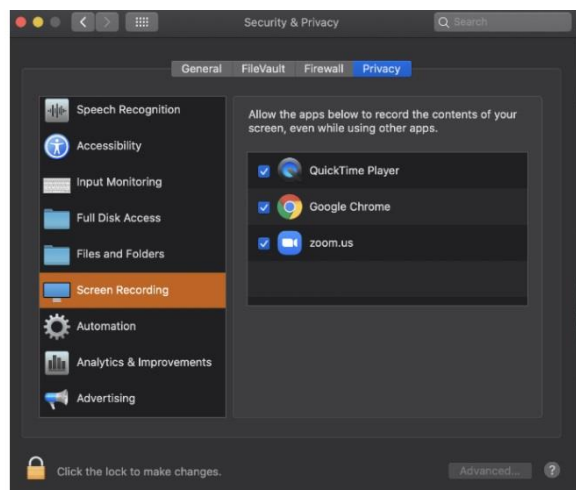 Security & Privacy
Search
General
FileVault
Firewall
Privacy
Speech Recognition
Accessibility
Input Monitoring
Full Disk Access
Files and Folders
Screen Recording
Automation
Analytics & Improvements
Advertising
Allow the apps below to record the contents of your
screen, even while using other apps.
QuickTime Player
Google Chrome
zoom.us
Click the lock to make changes.
Advanced...
?